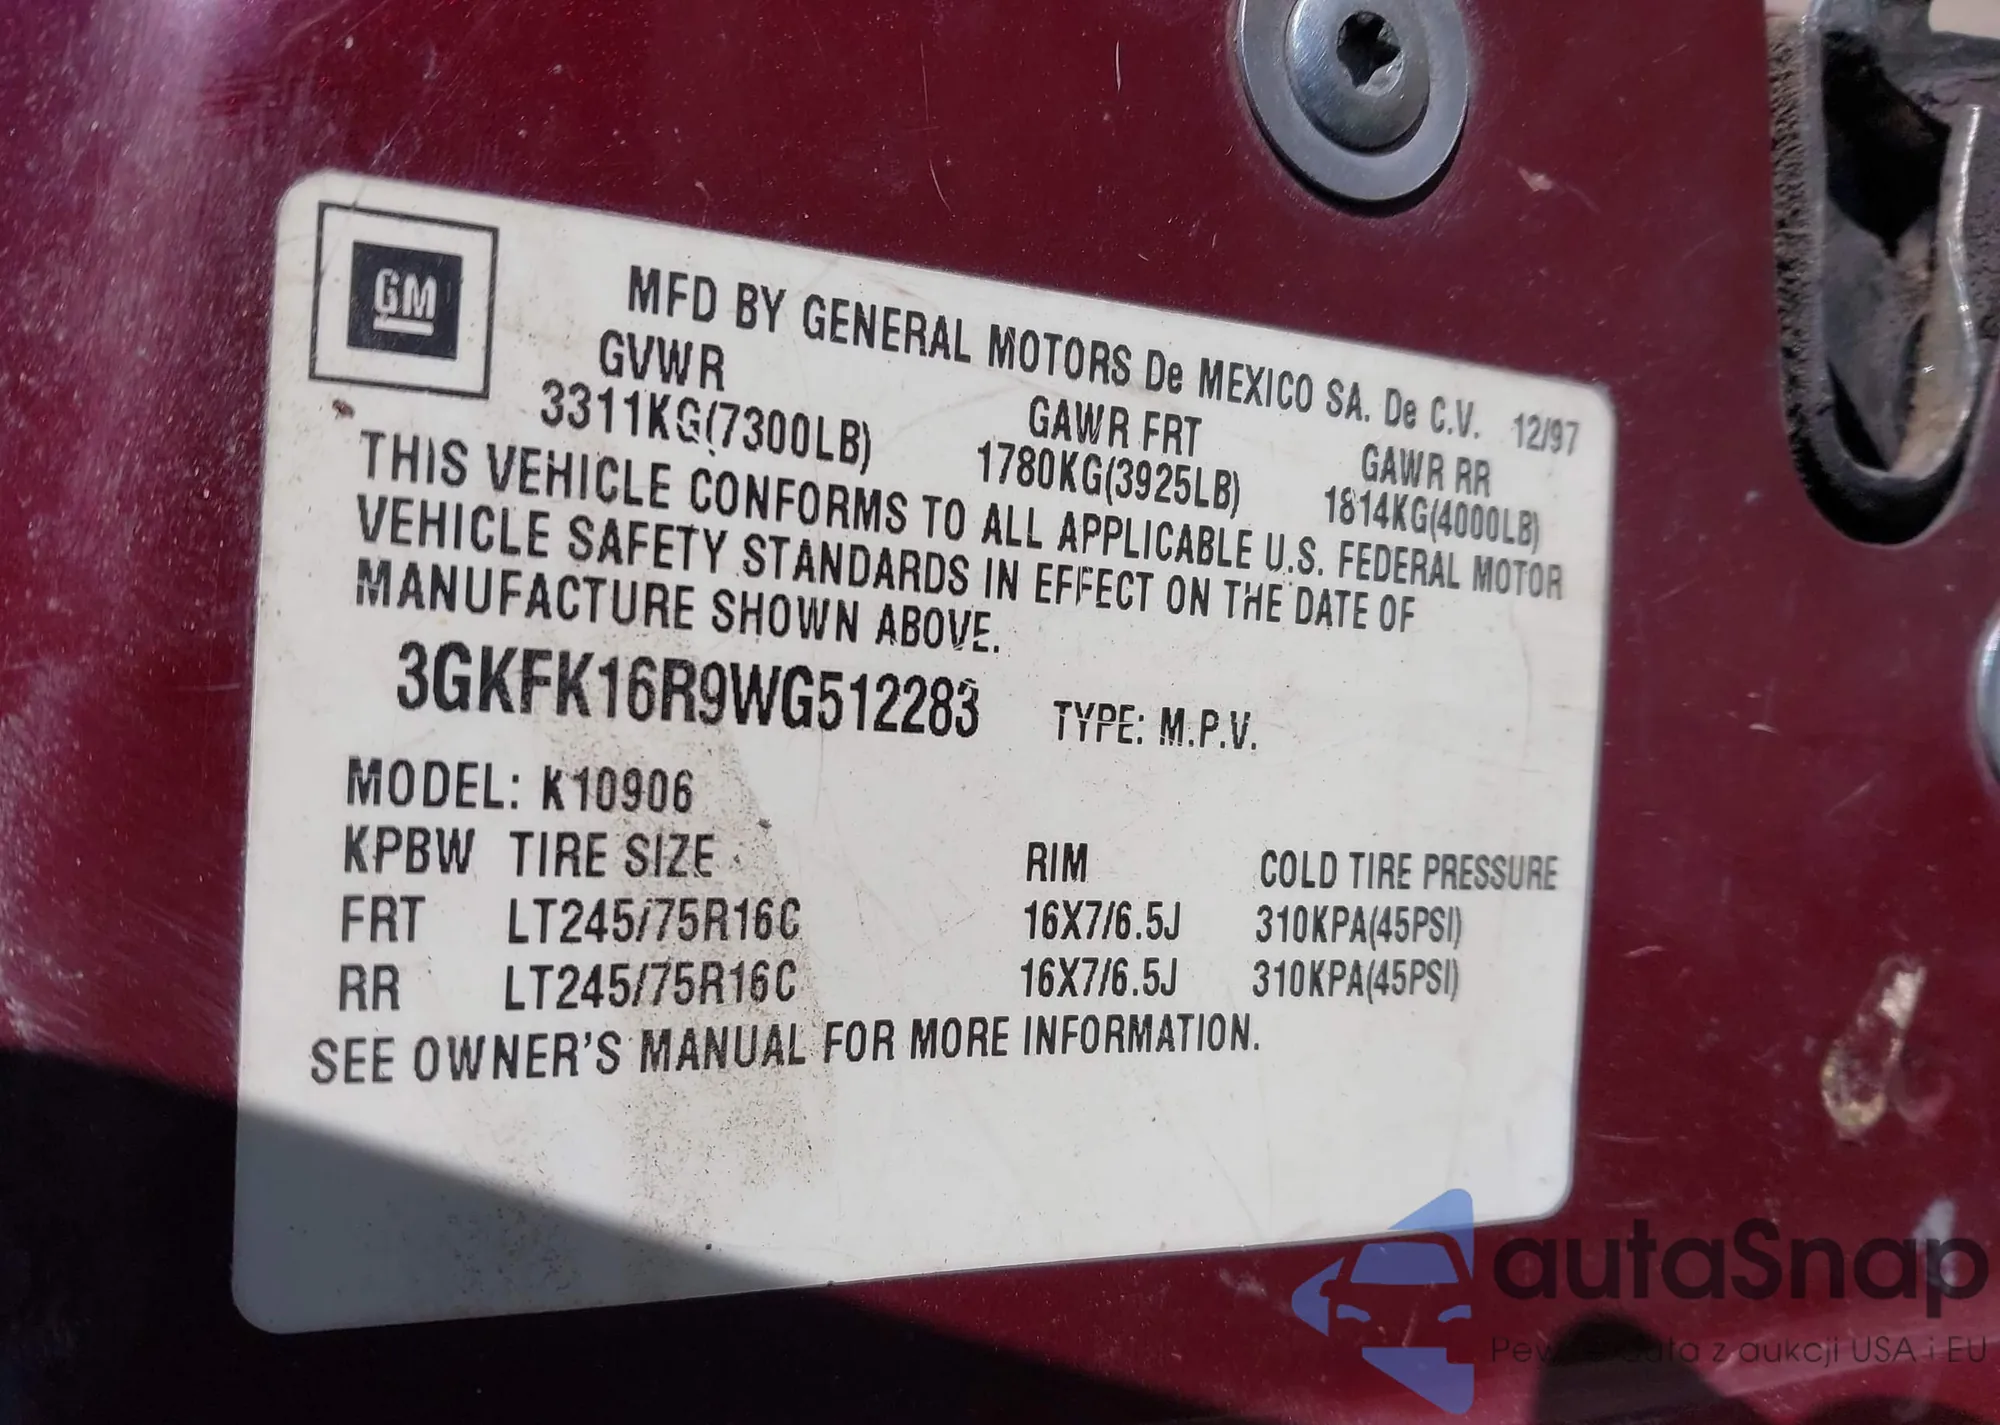 GM
MFD BY GENERAL MOTORS De MEXICO SA. De C.V. 12/97
GVWR GAWR FRT GAWR RR
3311KG(7300LB) 1780KG(3925LB) 1814KG(4000LB)
THIS VEHICLE CONFORMS TO ALL APPLICABLE U.S. FEDERAL MOTOR
VEHICLE SAFETY STANDARDS IN EFFECT ON THE DATE OF
MANUFACTURE SHOWN ABOVE.
3GKFK16R9WG512283 TYPE: M.P.V.
MODEL: K10906
KPBW TIRE SIZE RIM COLD TIRE PRESSURE
FRT LT245/75R16C 16X7/6.5J 310KPA(45PSI)
RR LT245/75R16C 16X7/6.5J 310KPA(45PSI)
SEE OWNER'S MANUAL FOR MORE INFORMATION.
autaSnap
auta z aukcji USA i EU